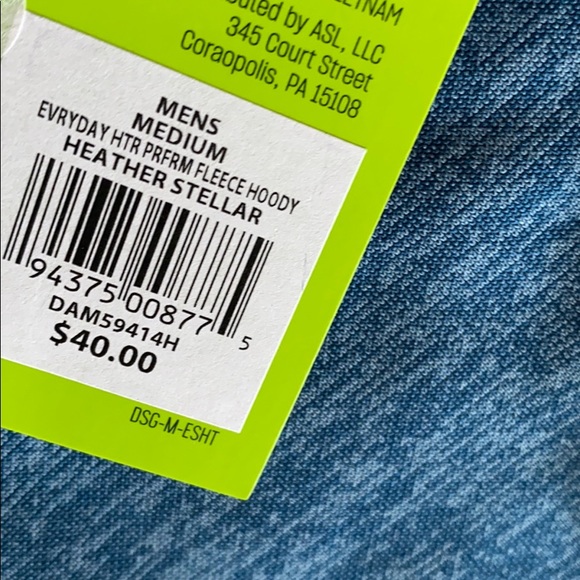 buted by ASL, LLC
345 Court Street
Coraopolis, PA 15108
MENS
MEDIUM
EVRYDAY HTR PRFRM FLEECE HOODY
HEATHER STELLAR
94375 00877 5
DAM59414H
$40.00
DSG-M-ESHT